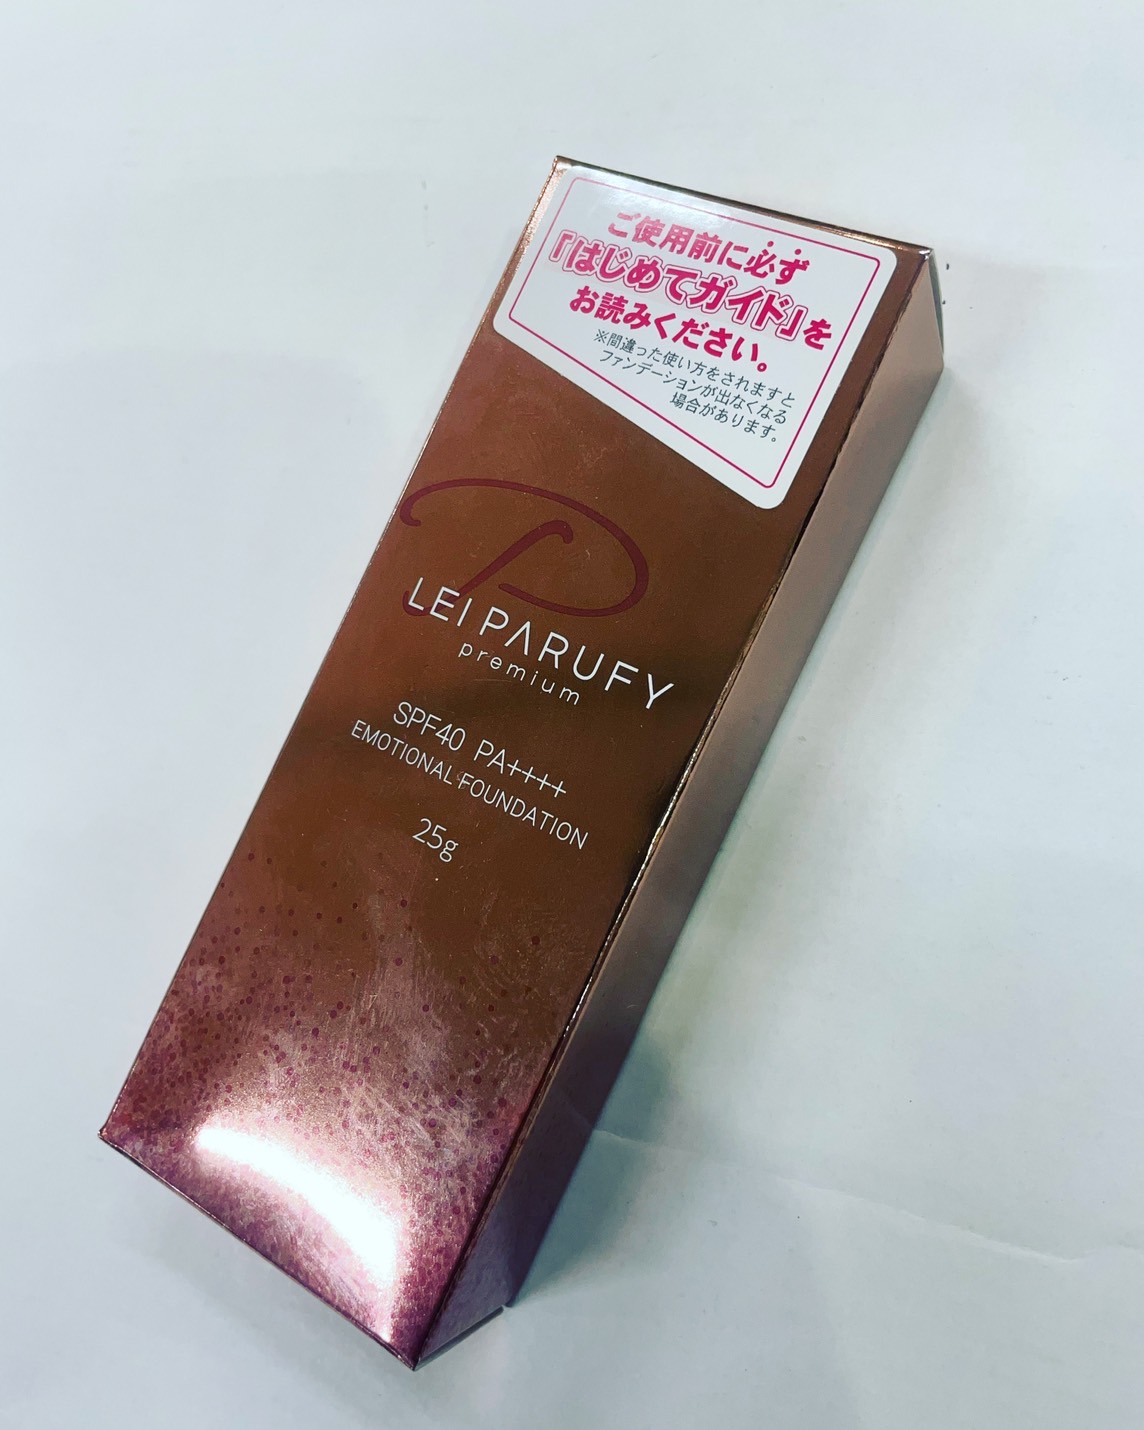 ご使用前に必ず
「はじめてガイド」を
お読みください。
※間違った使い方をされますと
ファンデーションが出なくなる
場合があります。
P
LEI PARUFY
premium
SPF40 PA++++
EMOTIONAL FOUNDATION
25g